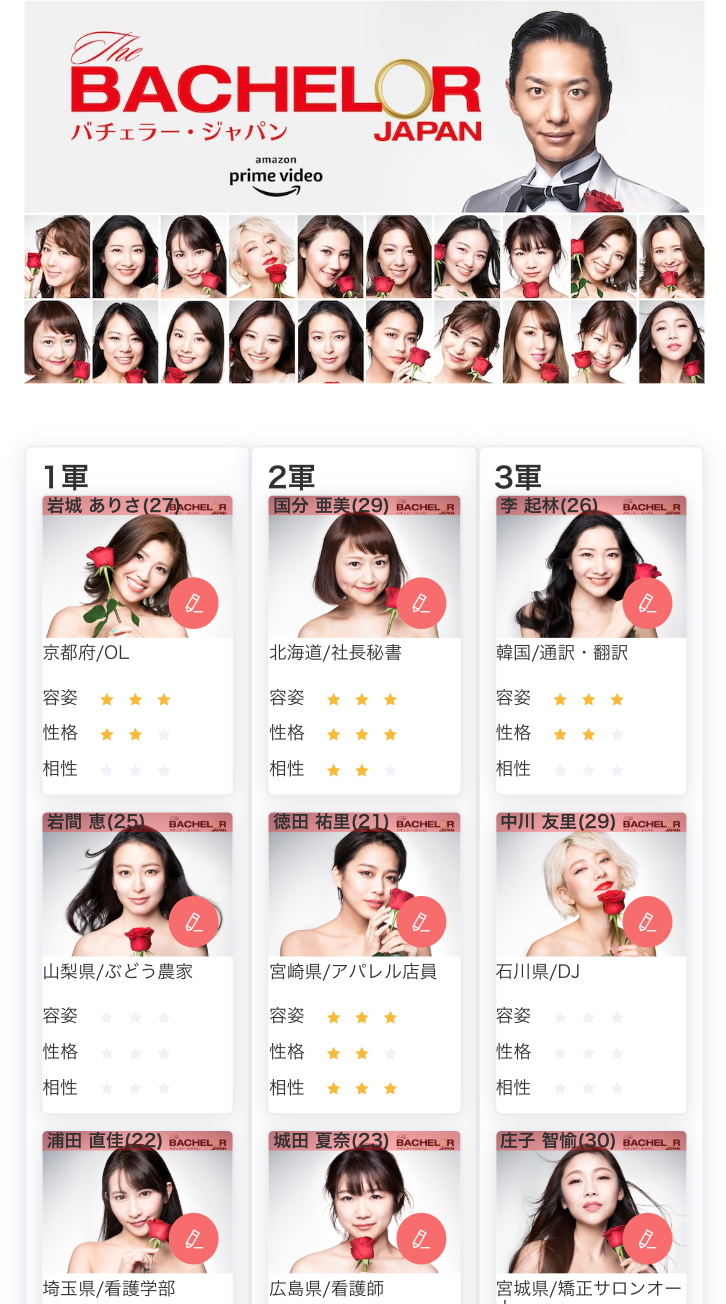 The
BACHELOR
バチェラー・ジャパン
JAPAN
amazon
prime video
1軍
2軍
3軍
岩城 ありさ(27)
BACHELOR
JAPAN
国分 亜美(29)
BACHELOR
JAPAN
李 起林(26)
BACHELOR
JAPAN
京都府/OL
北海道/社長秘書
韓国/通訳・翻訳
容姿
容姿
容姿
性格
性格
性格
相性
相性
相性
岩間 恵(25)
BACHELOR
JAPAN
徳田 祐里(21)
BACHELOR
JAPAN
中川 友里(29)
BACHELOR
JAPAN
山梨県/ぶどう農家
宮崎県/アパレル店員
石川県/DJ
容姿
容姿
容姿
性格
性格
性格
相性
相性
相性
浦田 直佳(22)
BACHELOR
JAPAN
城田 夏奈(23)
BACHELOR
JAPAN
庄子 智愉(30)
BACHELOR
JAPAN
埼玉県/看護学部
広島県/看護師
宮城県/矯正サロンオー